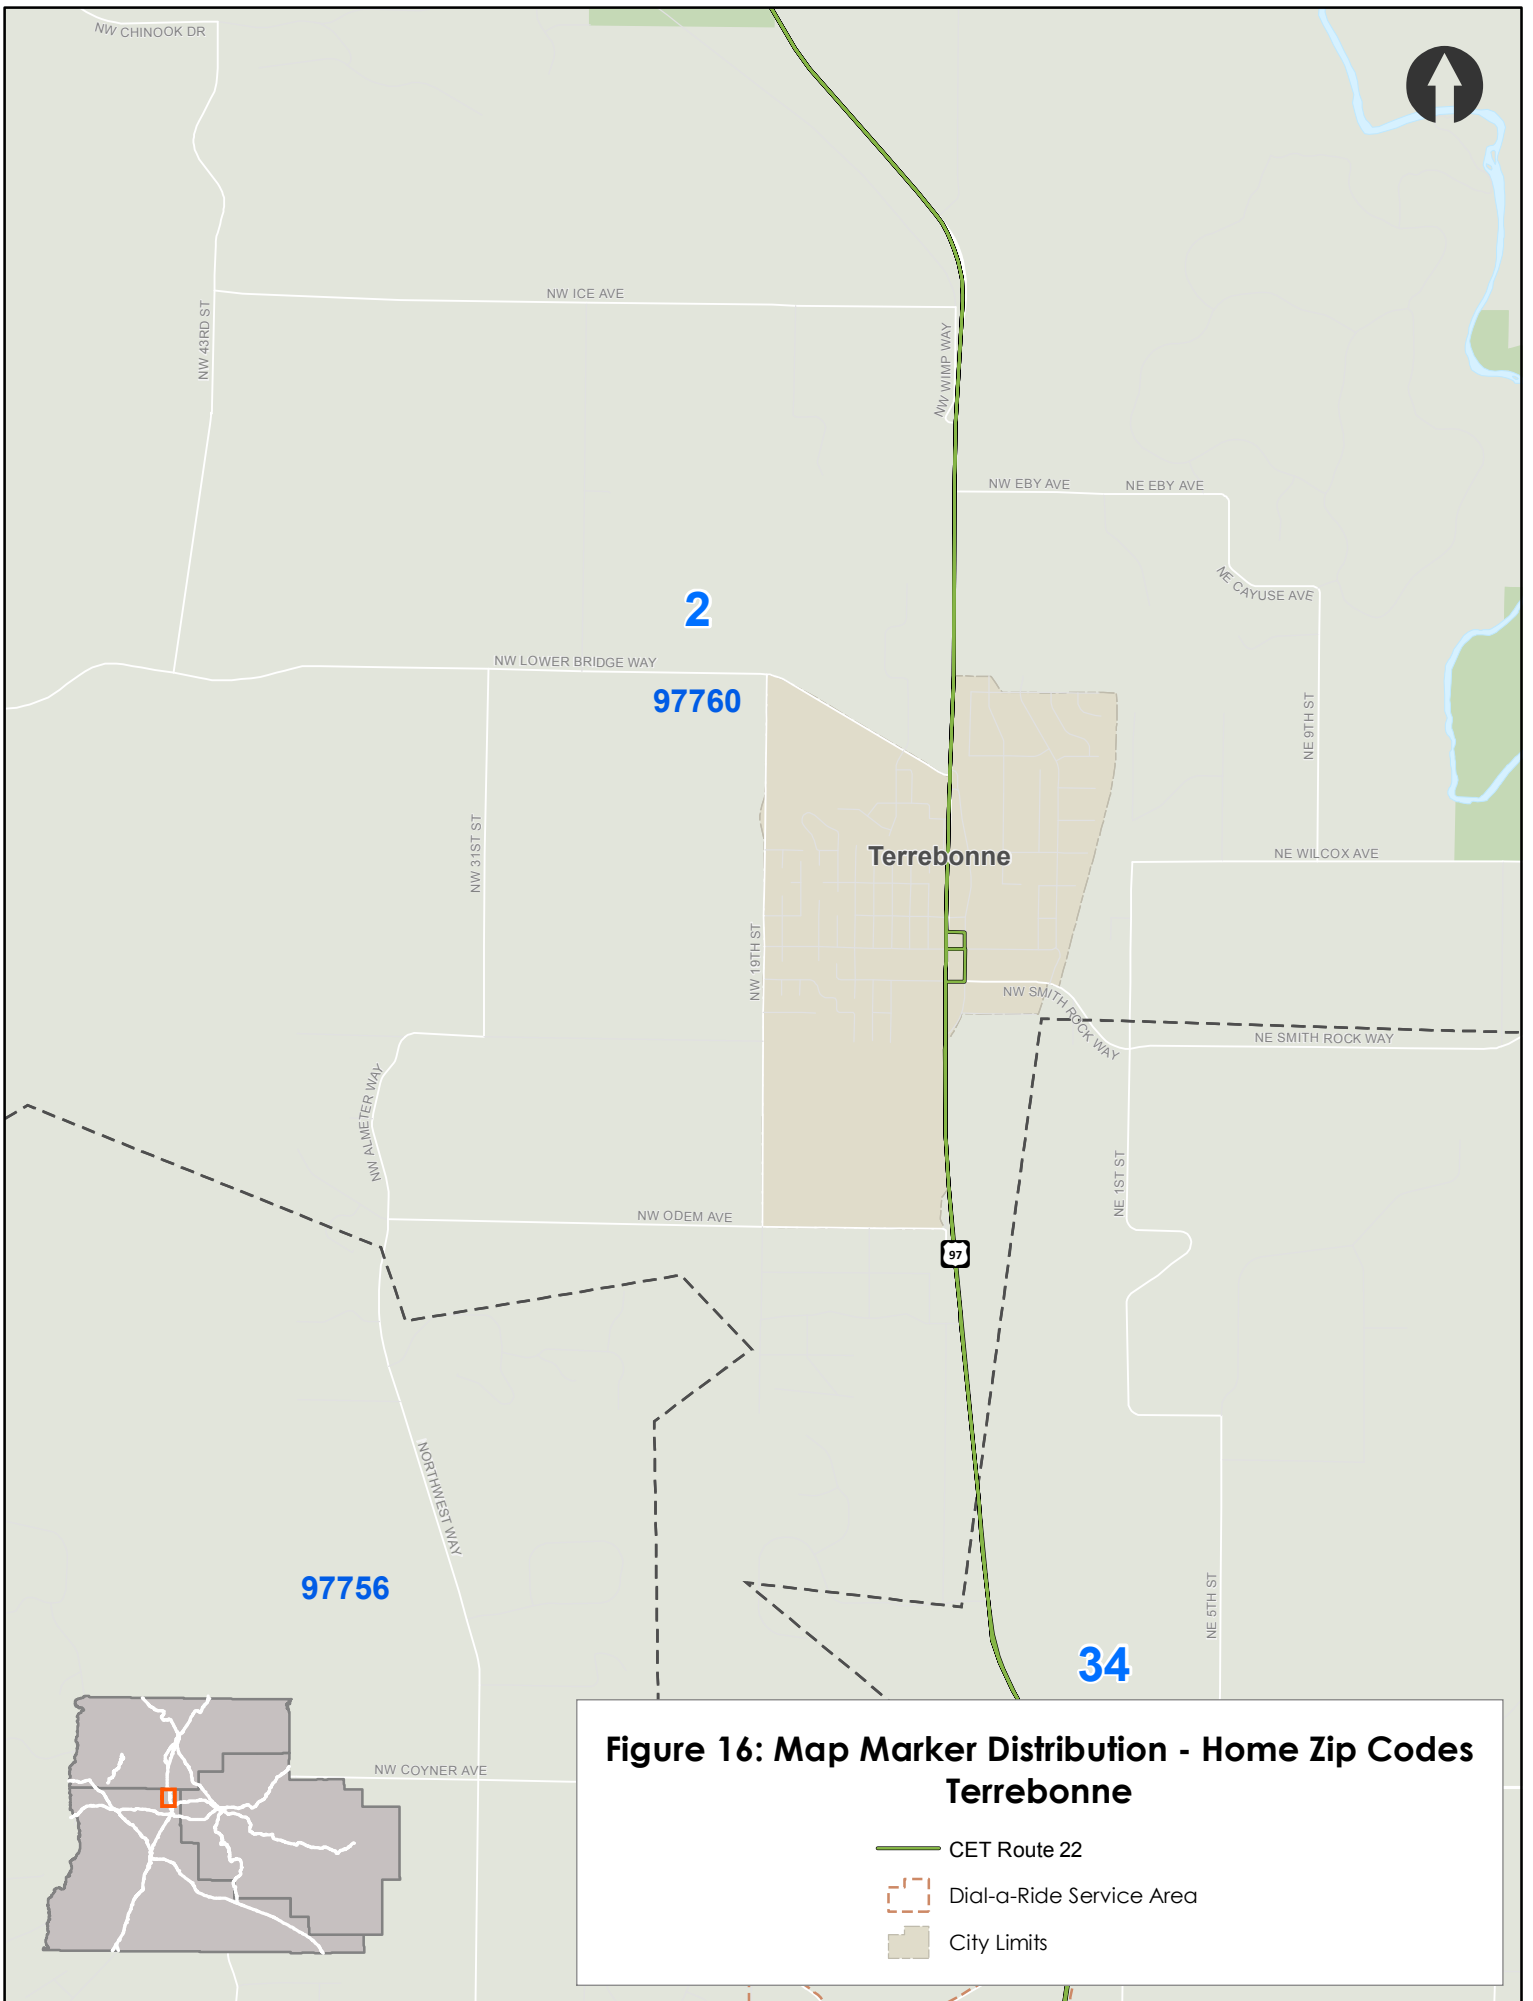 NW CHINOOK DR
NW ICE AVE
NW 43RD ST
NW WIMP WAY
NW EBY AVE
NE EBY AVE
NE CAYUSE AVE
2
NW LOWER BRIDGE WAY
97760
NE 9TH ST
NW 31ST ST
Terrebonne
NE WILCOX AVE
NW 19TH ST
NW SMITH ROCK WAY
NE SMITH ROCK WAY
NW ALMETER WAY
NE 1ST ST
NW ODEM AVE
97
NORTHWEST WAY
97756
NE 5TH ST
34
NW COYNER AVE
Figure 16: Map Marker Distribution - Home Zip Codes
Terrebonne
CET Route 22
Dial-a-Ride Service Area
City Limits